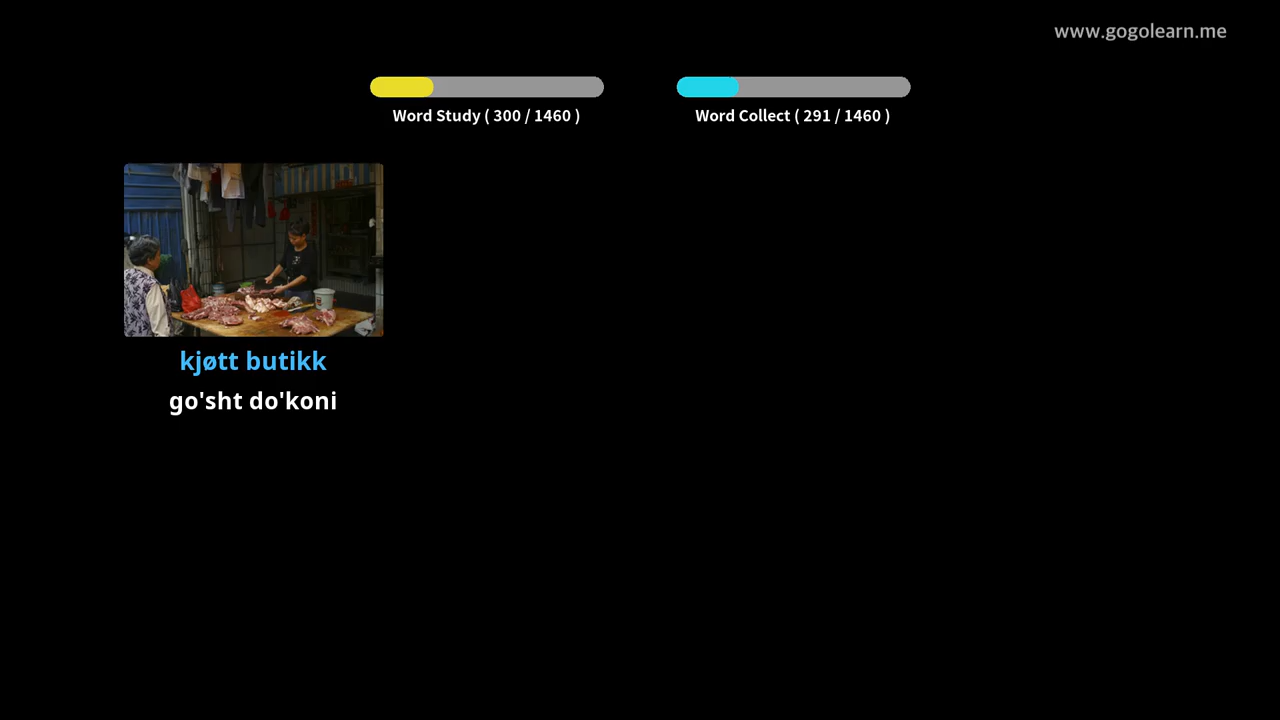 www.gogolearn.me
Word Study ( 300 / 1460 )
Word Collect ( 291 / 1460 )
kjøtt butikk
go'sht do'koni